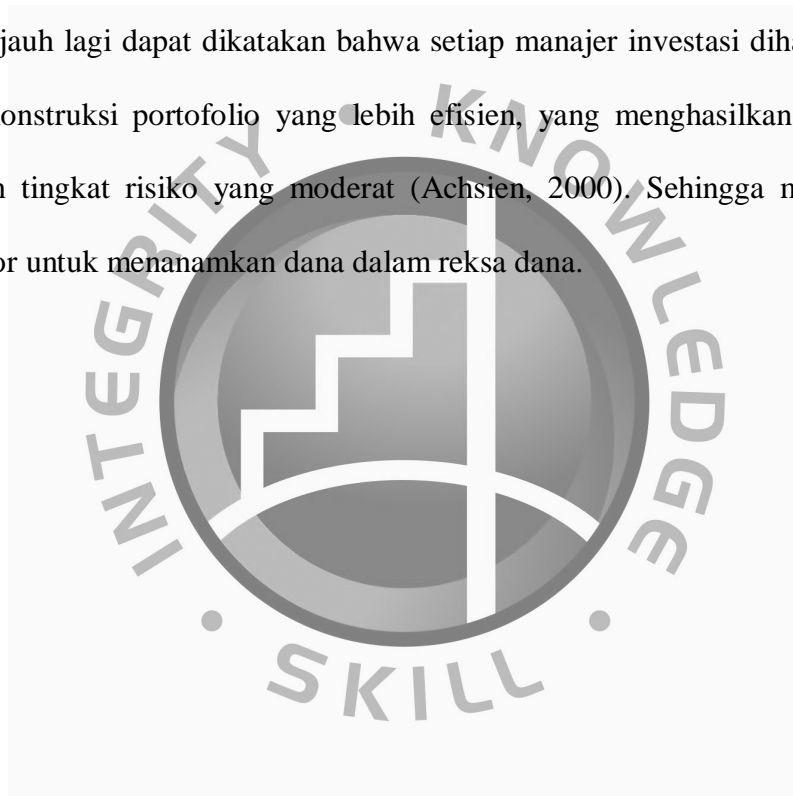 jauh lagi dapat dikatakan bahwa setiap manajer investasi diha
onstruksi portofolio yang lebih efisien, yang menghasilkan
tingkat risiko yang moderat (Achsien, 2000). Sehingga m
or untuk menanamkan dana dalam reksa dana.
INTEGRITY • KNOWLEDGE • SKILL •